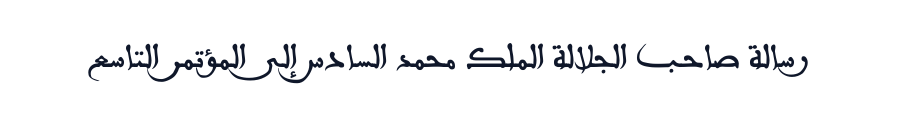 رسالة صاحب الجلالة الملك محمد السادس إلى المؤتمر التاسع